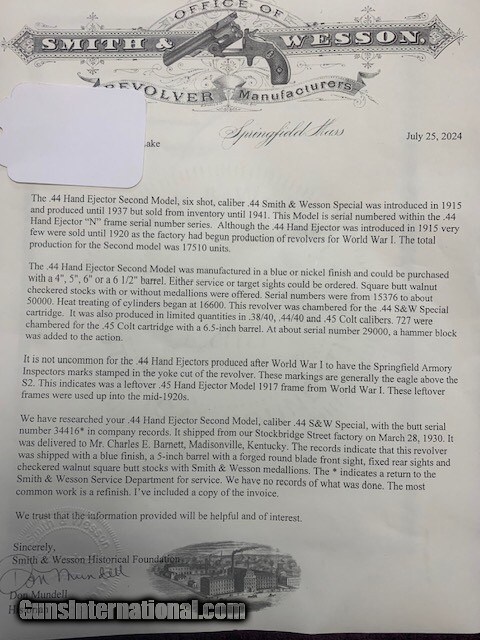 OFFICE OF
SMITH & WESSON.
REVOLVER Manufacturers
Springfield Mass
July 25, 2024
Lake
The .44 Hand Ejector Second Model, six shot, caliber .44 Smith & Wesson Special was introduced in 1915
and produced until 1937 but sold from inventory until 1941. This Model is serial numbered within the .44
Hand Ejector "N" frame serial number series. Although the .44 Hand Ejector was introduced in 1915 very
few were sold until 1920 as the factory had begun production of revolvers for World War I. The total
production for the Second model was 17510 units.
The .44 Hand Ejector Second Model was manufactured in a blue or nickel finish and could be purchased
with a 4", 5", 6" or a 6 1/2" barrel. Either service or target sights could be ordered. Square butt walnut
checkered stocks with or without medallions were offered. Serial numbers were from 15376 to about
50000. Heat treating of cylinders began at 16600. This revolver was chambered for the .44 S&W Special
cartridge. It was also produced in limited quantities in .38/40, .44/40 and .45 Colt calibers. 727 were
chambered for the .45 Colt cartridge with a 6.5-inch barrel. At about serial number 29000, a hammer block
was added to the action.
It is not uncommon for the .44 Hand Ejectors produced after World War I to have the Springfield Armory
Inspectors marks stamped in the yoke cut of the revolver. These markings are generally the eagle above the
S2. This indicates was a leftover .45 Hand Ejector Model 1917 frame from World War I. These leftover
frames were used up into the mid-1920s.
We have researched your .44 Hand Ejector Second Model, caliber .44 S&W Special, with the butt serial
number 34416* in company records. It shipped from our Stockbridge Street factory on March 28, 1930. It
was delivered to Mr. Charles E. Barnett, Madisonville, Kentucky. The records indicate that this revolver
was shipped with a blue finish, a 5-inch barrel with a forged round blade front sight, fixed rear sights and
checkered walnut square butt stocks with Smith & Wesson medallions. The * indicates a return to the
Smith & Wesson Service Department for service. We have no records of what was done. The most
common work is a refinish. I've included a copy of the invoice.
We trust that the information provided will be helpful and of interest.
Sincerely,
Smith & Wesson Historical Foundation
Don Mundell
Don Mundell
GunsInternational.com